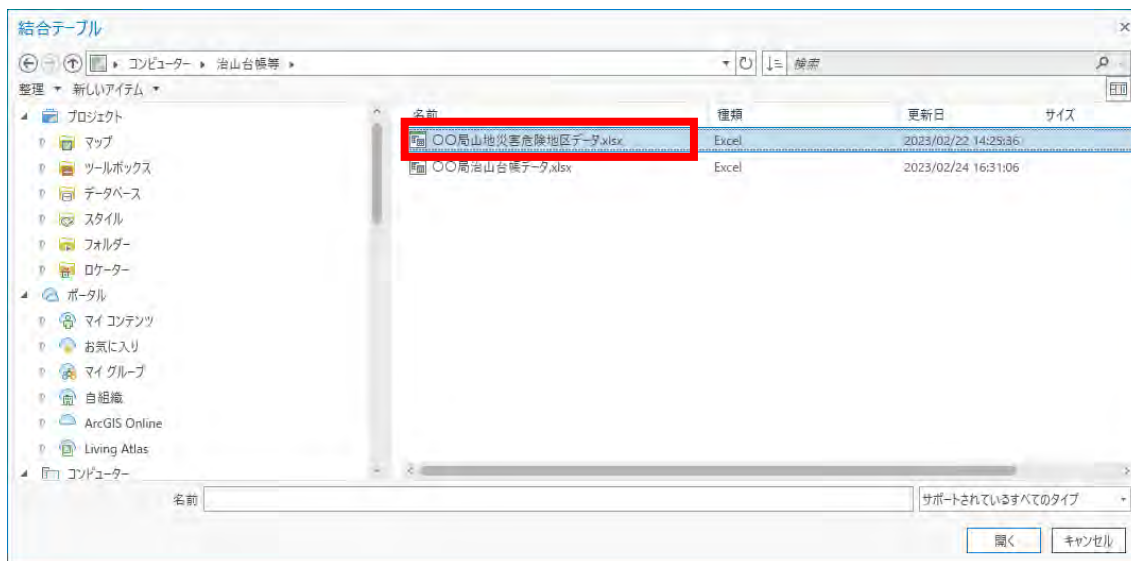 結合テーブル
コンピューター ▸ 治山台帳等 ▸
検索
整理 新しいアイテム
名前 種類 更新日 サイズ
プロジェクト
マップ
ツールボックス
データベース
スタイル
フォルダー
ロケーター
ポータル
マイ コンテンツ
お気に入り
マイ グループ
自組織
ArcGIS Online
Living Atlas
コンピューター
〇〇局山地災害危険地区データ.xlsx Excel 2023/02/22 14:25:36
〇〇局治山台帳データ.xlsx Excel 2023/02/24 16:31:06
名前
サポートされているすべてのタイプ
開く キャンセル